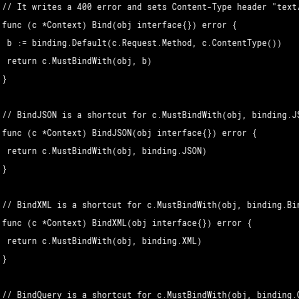 // It writes a 400 error and sets Content-Type header "text
func (c *Context) Bind(obj interface{}) error {
b := binding.Default(c.Request.Method, c.ContentType())
return c.MustBindWith(obj, b)
}
// BindJSON is a shortcut for c.MustBindWith(obj, binding.JS
func (c *Context) BindJSON(obj interface{}) error {
return c.MustBindWith(obj, binding.JSON)
}
// BindXML is a shortcut for c.MustBindWith(obj, binding.Bin
func (c *Context) BindXML(obj interface{}) error {
return c.MustBindWith(obj, binding.XML)
}
// BindQuery is a shortcut for c.MustBindWith(obj, binding.